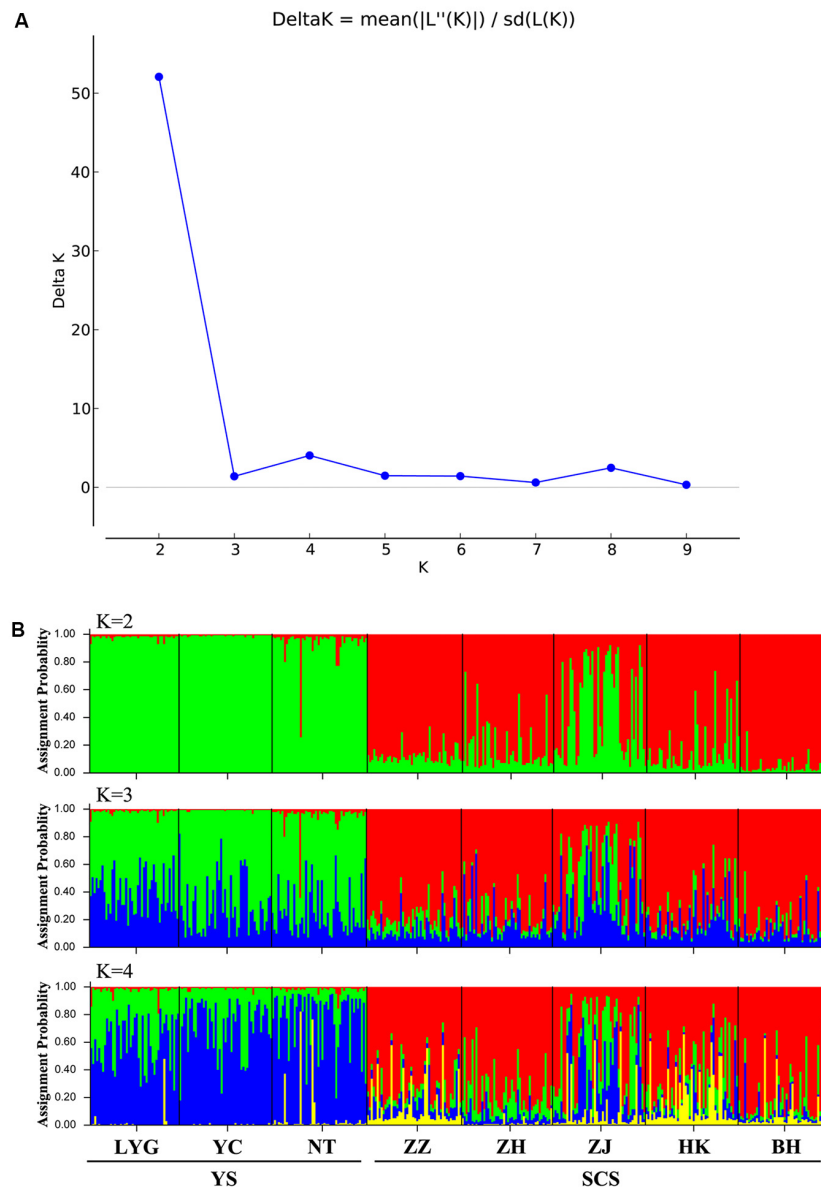 A
DeltaK = mean(|L''(K)|) / sd(L(K))
50
40
30
20
10
0
Delta K
2 3 4 5 6 7 8 9
K
B
K=2
Assignment Probablity
1.00
0.80
0.60
0.40
0.20
0.00
K=3
Assignment Probablity
1.00
0.80
0.60
0.40
0.20
0.00
K=4
Assignment Probablity
1.00
0.80
0.60
0.40
0.20
0.00
LYG YC NT ZZ ZH ZJ HK BH
YS SCS